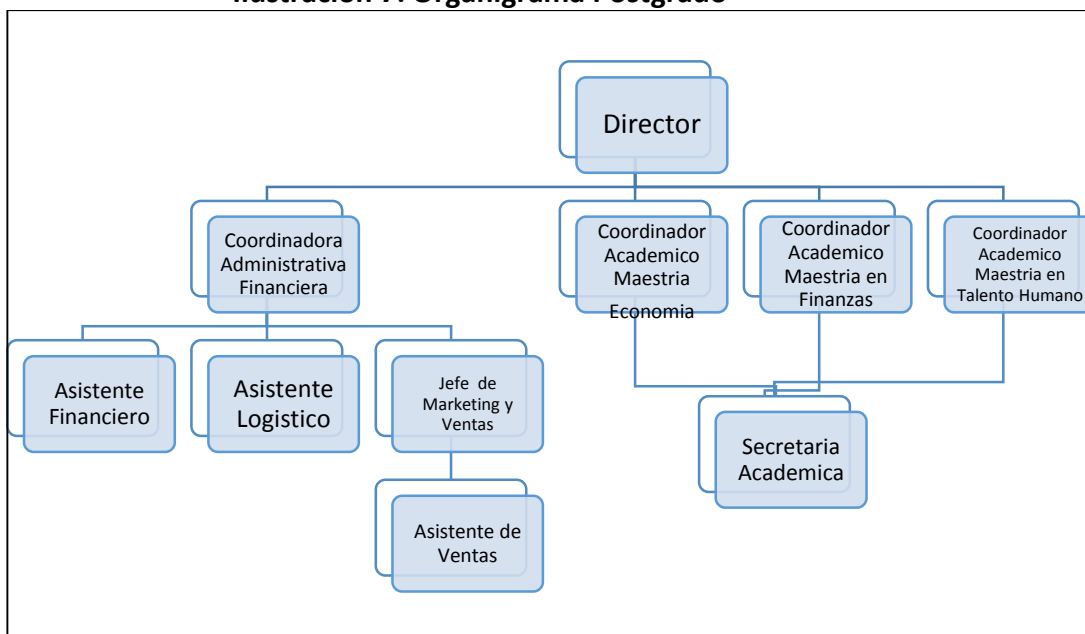 Ilustración 7: Organigrama Postgrado
Director
Coordinadora
Administrativa
Financiera
Coordinador
Academico
Maestria
Economia
Coordinador
Academico
Maestria en
Finanzas
Coordinador
Academico
Maestria en
Talento Humano
Asistente
Financiero
Asistente
Logistico
Jefe de
Marketing y
Ventas
Secretaria
Academica
Asistente de
Ventas